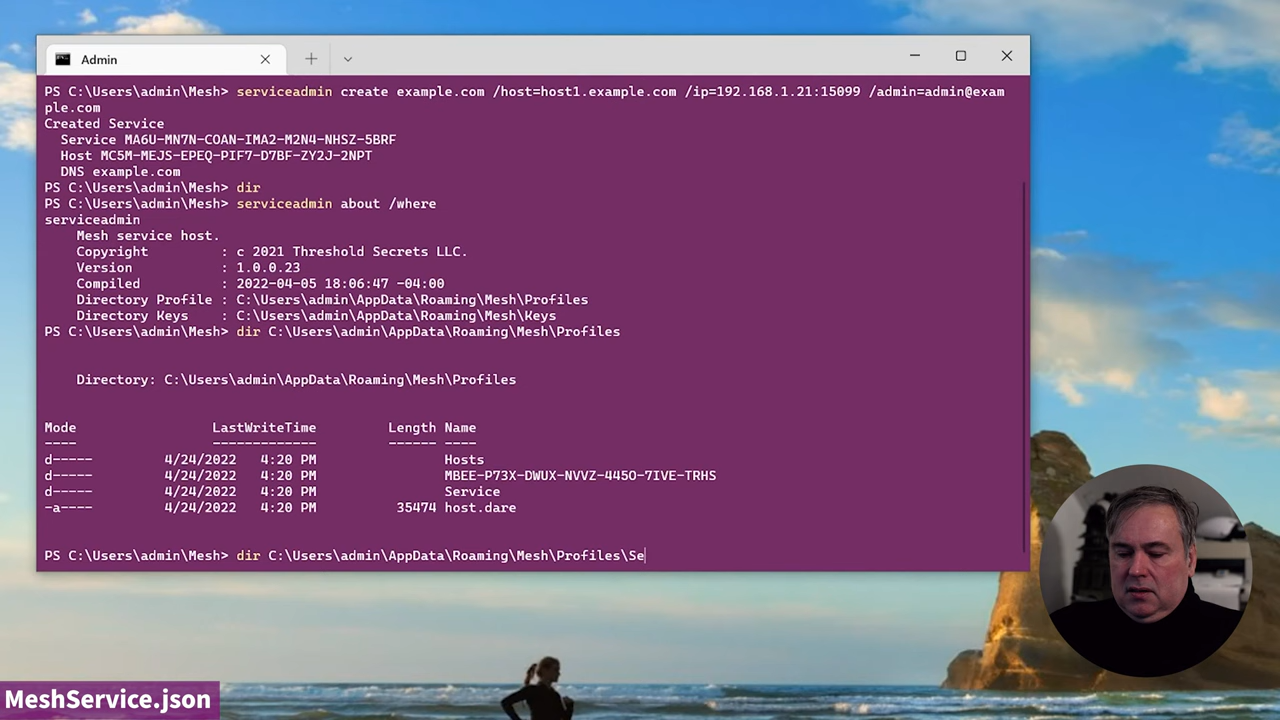 Admin
PS C:\Users\admin\Mesh> serviceadmin create example.com /host=host1.example.com /ip=192.168.1.21:15099 /admin=admin@exam
ple.com
Created Service
  Service MA6U-MN7N-COAN-IMA2-M2N4-NHSZ-5BRF
  Host MC5M-MEJS-EPEQ-PIF7-D7BF-ZY2J-2NPT
  DNS example.com
PS C:\Users\admin\Mesh> dir
PS C:\Users\admin\Mesh> serviceadmin about /where
serviceadmin
    Mesh service host.
    Copyright         : c 2021 Threshold Secrets LLC.
    Version           : 1.0.0.23
    Compiled          : 2022-04-05 18:06:47 -04:00
    Directory Profile : C:\Users\admin\AppData\Roaming\Mesh\Profiles
    Directory Keys    : C:\Users\admin\AppData\Roaming\Mesh\Keys
PS C:\Users\admin\Mesh> dir C:\Users\admin\AppData\Roaming\Mesh\Profiles
    Directory: C:\Users\admin\AppData\Roaming\Mesh\Profiles
Mode                 LastWriteTime         Length Name
----                 -------------         ------ ----
d-----         4/24/2022   4:20 PM                Hosts
d-----         4/24/2022   4:20 PM                MBEE-P73X-DWUX-NVVZ-445O-7IVE-TRHS
d-----         4/24/2022   4:20 PM                Service
-a----         4/24/2022   4:20 PM          35474 host.dare
PS C:\Users\admin\Mesh> dir C:\Users\admin\AppData\Roaming\Mesh\Profiles\Se
MeshService.json